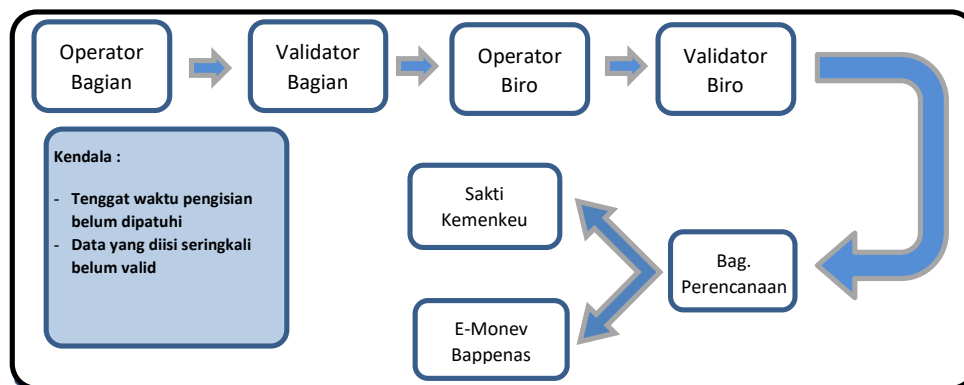 Operator
Bagian
Validator
Bagian
Operator
Biro
Validator
Biro
Kendala :
- Tenggat waktu pengisian
belum dipatuhi
- Data yang diisi seringkali
belum valid
Sakti
Kemenkeu
Bag.
Perencanaan
E-Monev
Bappenas